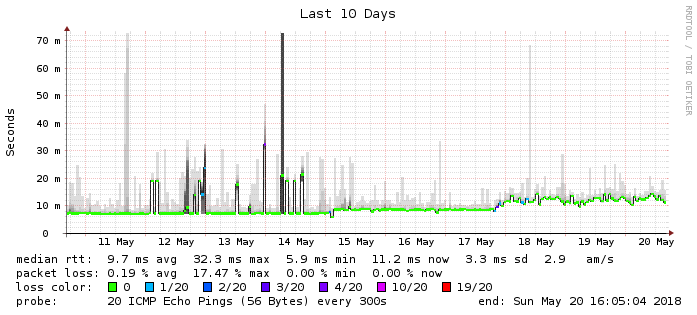 Last 10 Days
RRDTOOL / TOBI OETIKER
Seconds
70 m
60 m
50 m
40 m
30 m
20 m
10 m
0
11 May 12 May 13 May 14 May 15 May 16 May 17 May 18 May 19 May 20 May
median rtt: 9.7 ms avg 32.3 ms max 5.9 ms min 11.2 ms now 3.3 ms sd 2.9 am/s
packet loss: 0.19 % avg 17.47 % max 0.00 % min 0.00 % now
loss color: 0 1/20 2/20 3/20 4/20 10/20 19/20
probe: 20 ICMP Echo Pings (56 Bytes) every 300s end: Sun May 20 16:05:04 2018